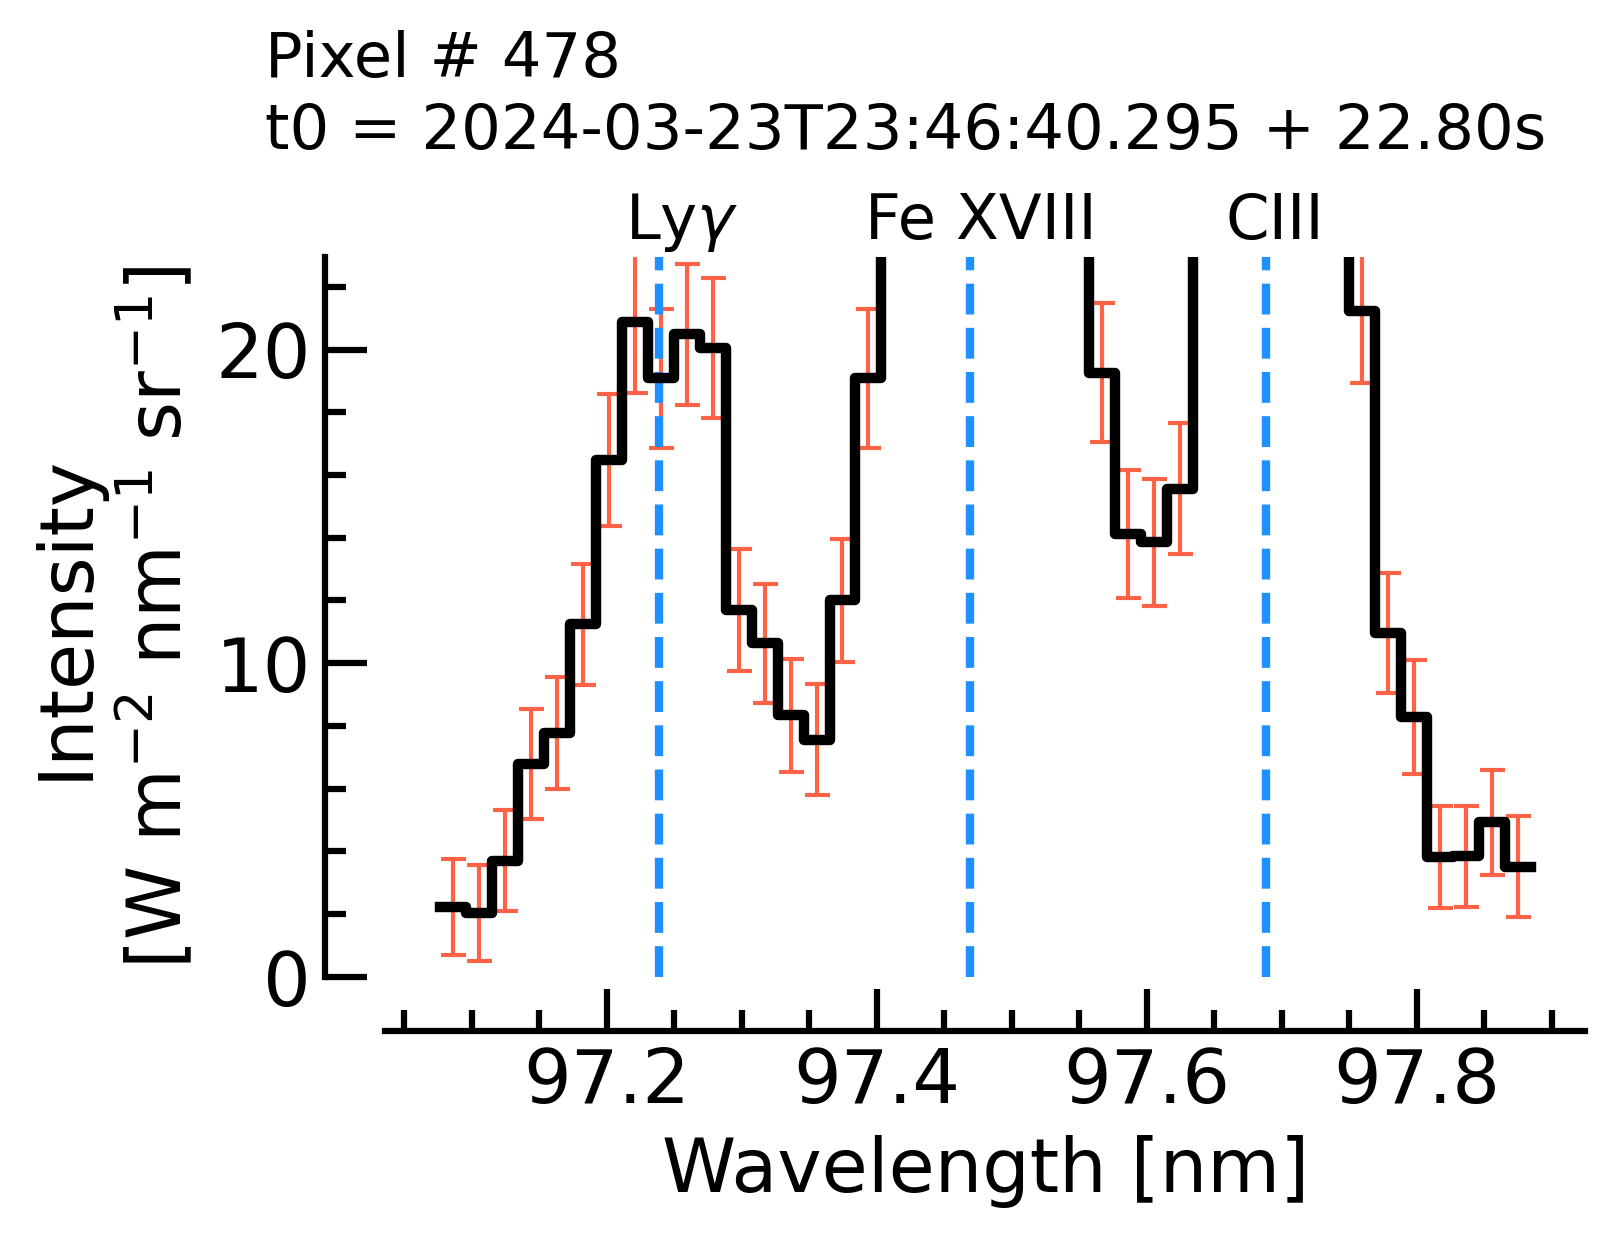 Pixel # 478
t0 = 2024-03-23T23:46:40.295 + 22.80s
Lyγ Fe XVIII CIII
Intensity
[W m⁻² nm⁻¹ sr⁻¹]
20
10
0
97.2 97.4 97.6 97.8
Wavelength [nm]